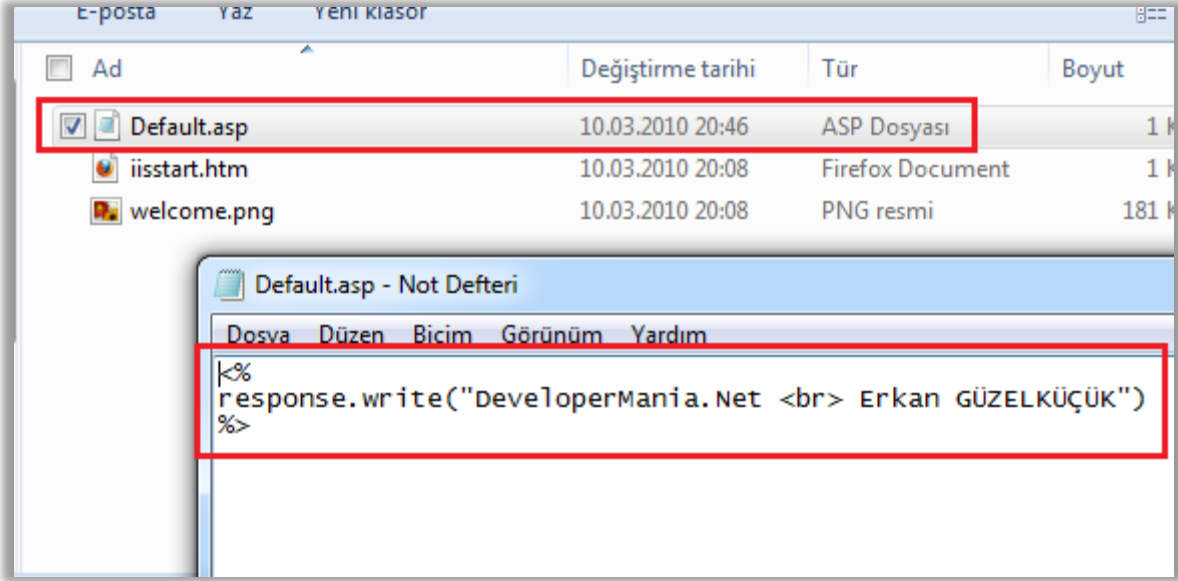 E-posta Yaz Yeni klasör
Ad Değiştirme tarihi Tür Boyut
Default.asp 10.03.2010 20:46 ASP Dosyası 1
iisstart.htm 10.03.2010 20:08 Firefox Document 1
welcome.png 10.03.2010 20:08 PNG resmi 181
Default.asp - Not Defteri
Dosya Düzen Biçim Görünüm Yardım
<%
response.write("DeveloperMania.Net <br> Erkan GÜZELKÜÇÜK")
%>